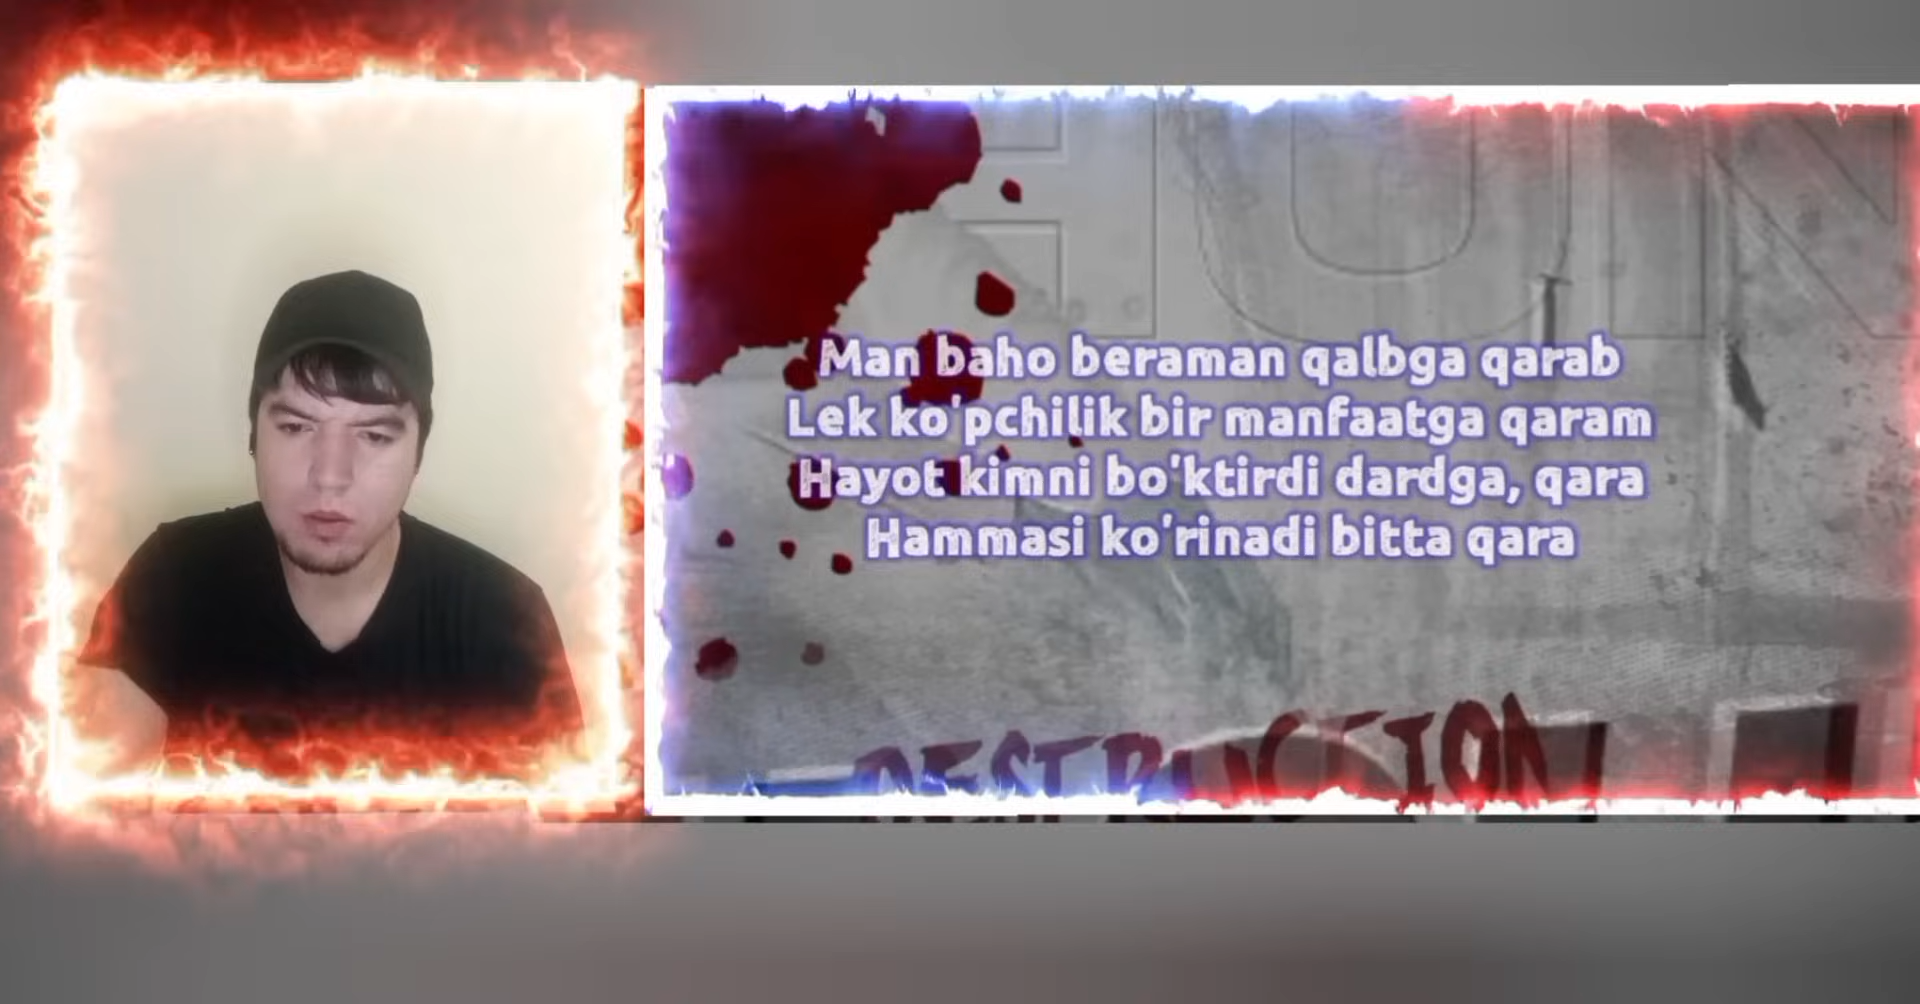 Man baho beraman qalbga qarab
Lek ko'pchilik bir manfaatga qaram
Hayot kimni bo'ktirdi dardga, qara
Hammasi ko'rinadi bitta qara
DESTRUCTION